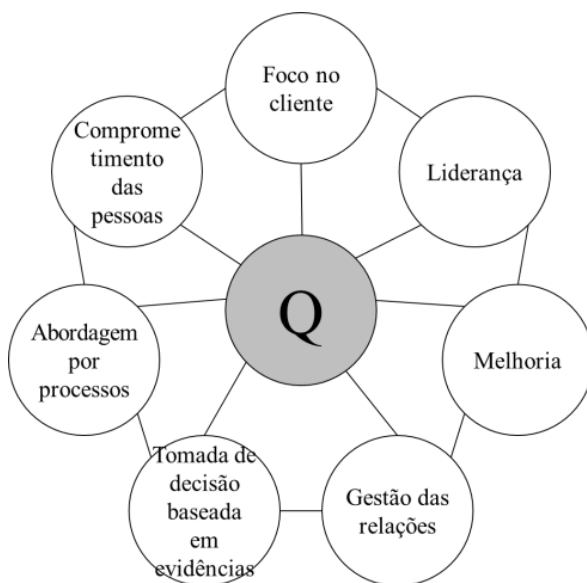 Foco no
cliente
Comprome
timento
das
pessoas
Liderança
Q
Abordagem
por
processos
Melhoria
Tomada de
decisão
baseada
em
evidências
Gestão das
relações